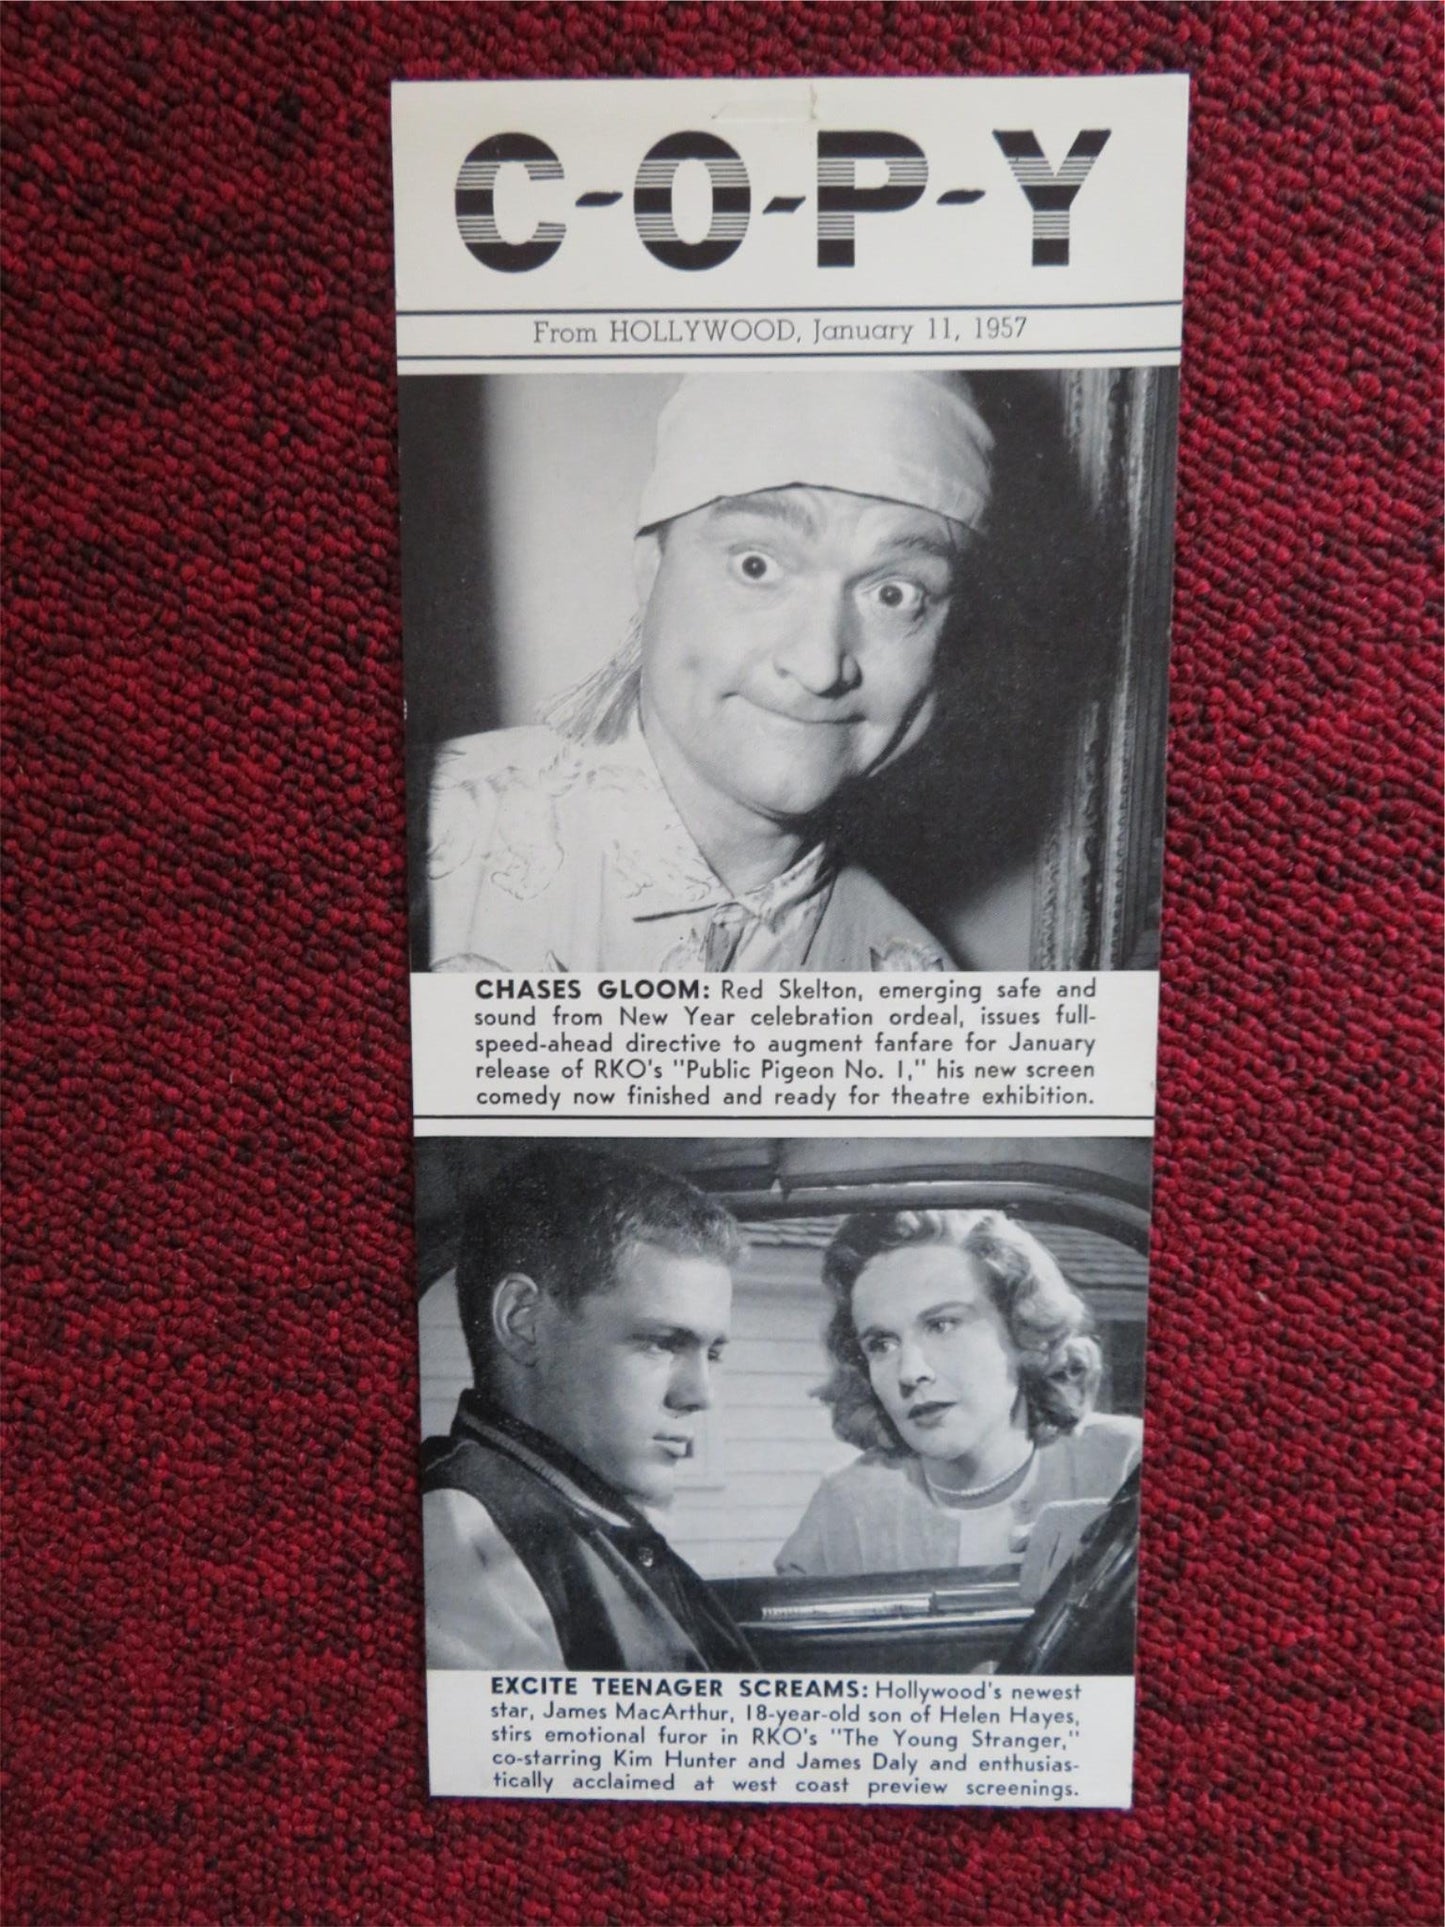 C-O-P-Y
From HOLLYWOOD, January 11, 1957
CHASES GLOOM: Red Skelton, emerging safe and
sound from New Year celebration ordeal, issues full-
speed-ahead directive to augment fanfare for January
release of RKO's "Public Pigeon No. I," his new screen
comedy now finished and ready for theatre exhibition.
EXCITE TEENAGER SCREAMS: Hollywood's newest
star, James MacArthur, 18-year-old son of Helen Hayes,
stirs emotional furor in RKO's "The Young Stranger,"
co-starring Kim Hunter and James Daly and enthusias-
tically acclaimed at west coast preview screenings.